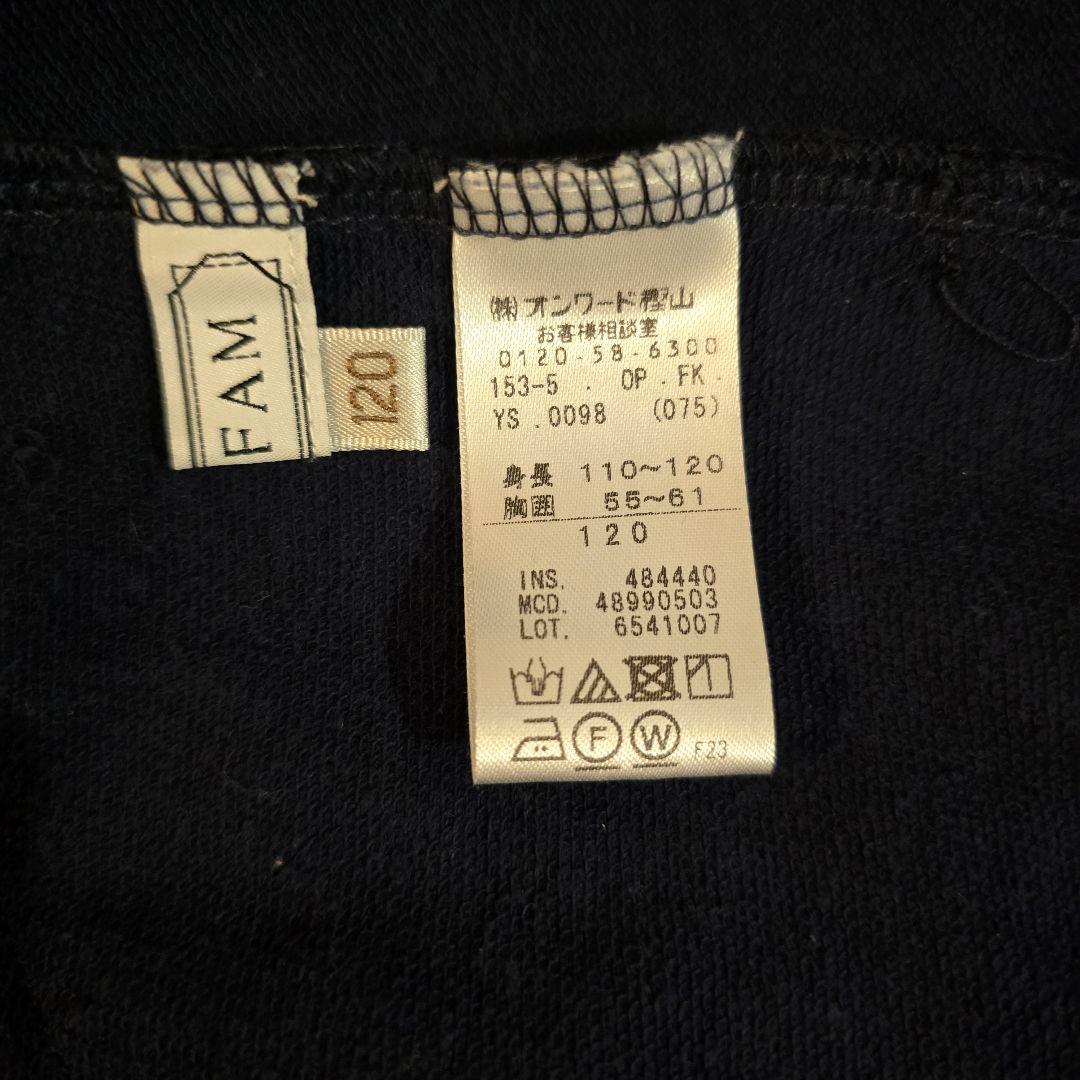 FAM
120
(株)オンワード樫山
お客様相談室
0120-58-6300
153-5 . OP . FK .
YS .0098 (075)
身長 110~120
胸囲 55~61
120
INS. 484440
MCD. 48990503
LOT. 6541007
F W F23